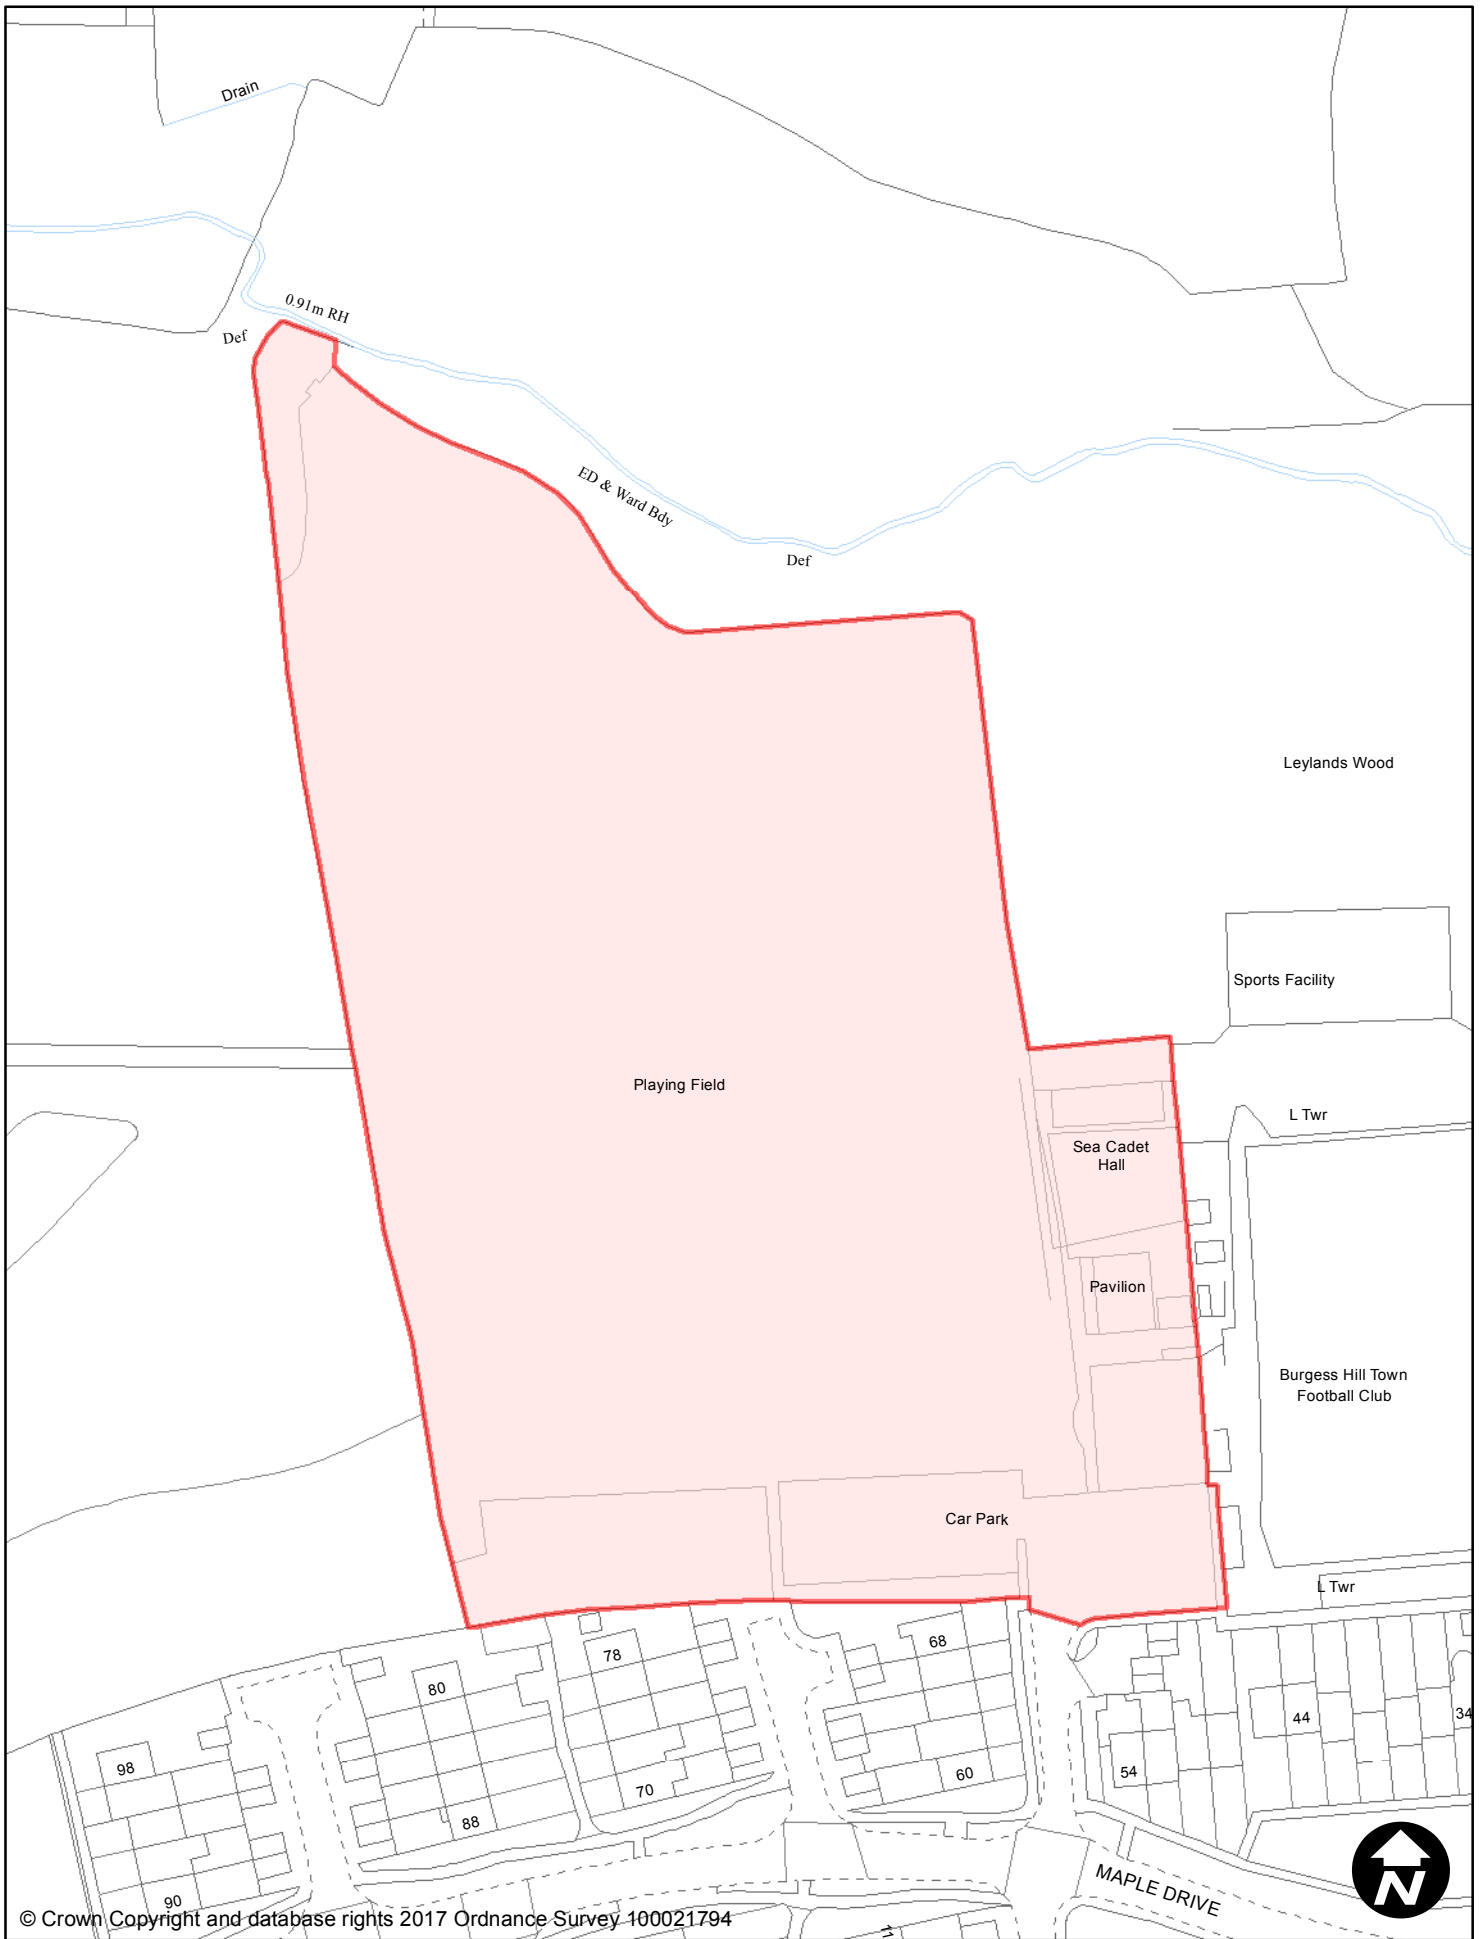 Drain
0.91m RH
Def
ED & Ward Bdy
Def
Leylands Wood
Sports Facility
Playing Field
L Twr
Sea Cadet
Hall
Pavilion
Burgess Hill Town
Football Club
Car Park
L Twr
78
68
80
44
34
98
54
70
60
88
90
MAPLE DRIVE
N
© Crown Copyright and database rights 2017 Ordnance Survey 100021794